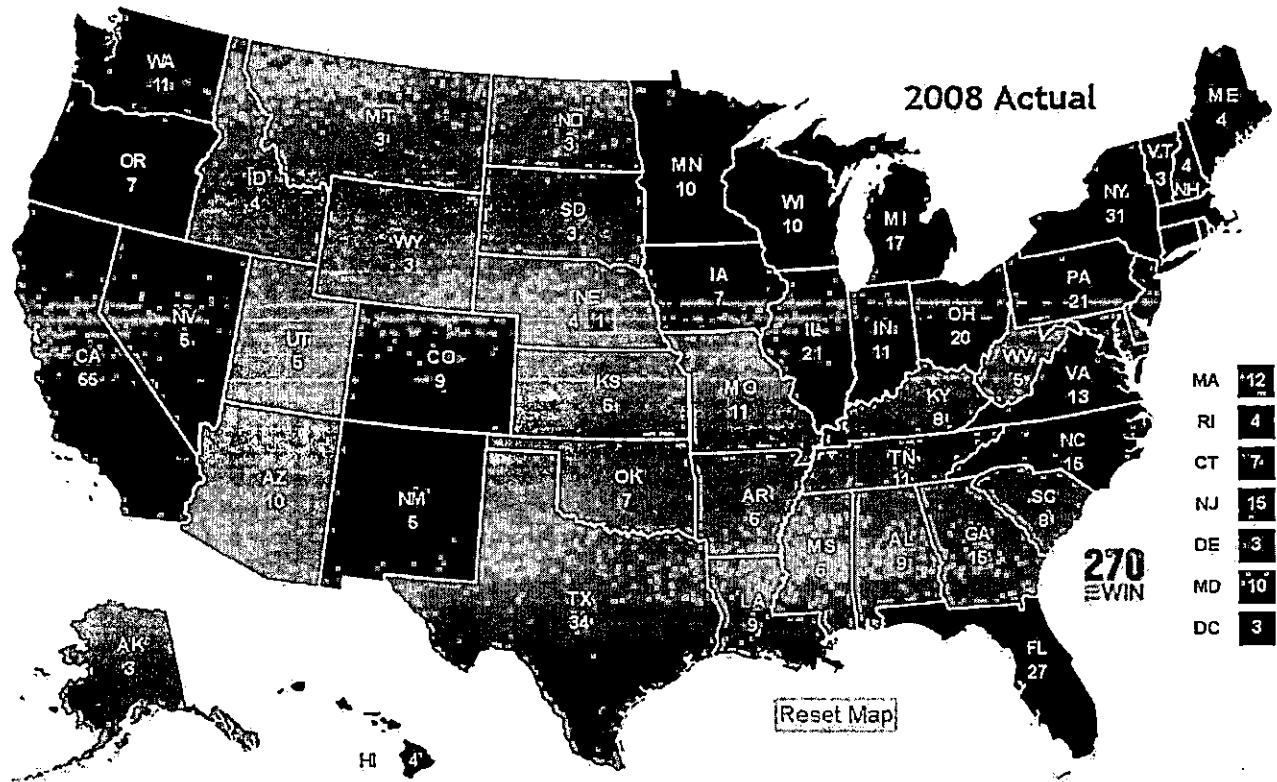 2008 Actual
WA
11
OR
7
CA
55
NV
5
ID
4
MT
3
WY
3
UT
5
AZ
10
CO
9
NM
5
ND
3
SD
3
NE
4 1
KS
6
OK
7
TX
34
MN
10
IA
7
MO
11
AR
6
LA
9
WI
10
IL
21
MI
17
IN
11
OH
20
KY
8
TN
11
MS
6
AL
9
GA
15
FL
27
SC
8
NC
15
VA
13
WV
5
PA
21
NY
31
VT
3
4
NH
ME
4
MA 12
RI 4
CT 7
NJ 15
DE 3
MD 10
DC 3
270
WIN
AK
3
HI 4
Reset Map